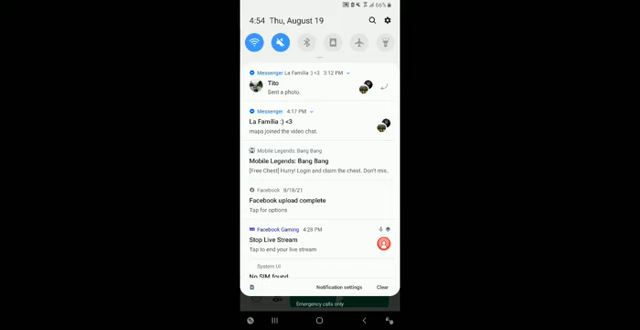 66%
4:54 Thu, August 19
Messenger La Familia :) <3 3:12 PM
Tito
Sent a photo.
Messenger 4:17 PM
La Familia :) <3
maps joined the video chat.
Mobile Legends: Bang Bang
Mobile Legends: Bang Bang
[Free Chest] Hurry! Login and claim the chest. Don't mis..
Facebook 8/18/21
Facebook upload complete
Tap for options
Facebook Gaming 4:28 PM
Stop Live Stream
Tap to end your live stream
System UI
No SIM found
Notification settings Clear
Emergency calls only